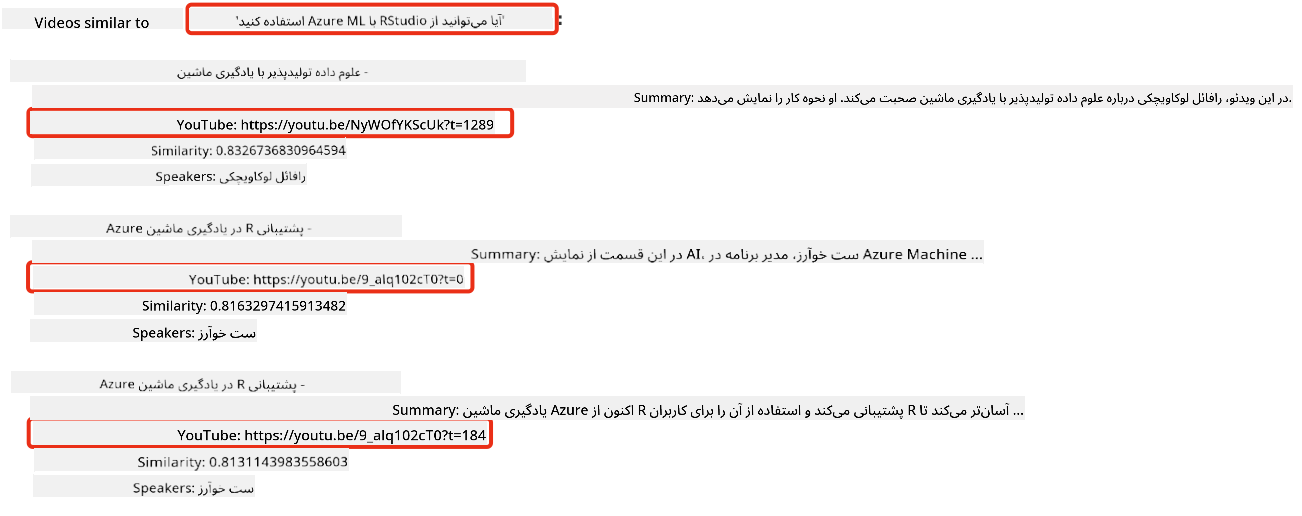 Videos similar to 'آیا می‌توانید از RStudio با Azure ML استفاده کنید':
- علوم داده تولیدپذیر با یادگیری ماشین
Summary: در این ویدئو، رافائل لوکاویچکی درباره علوم داده تولیدپذیر با یادگیری ماشین صحبت می‌کند. او نحوه کار را نمایش می‌دهد.
YouTube: https://youtu.be/NyWOfYKScUk?t=1289
Similarity: 0.8326736830964594
Speakers: رافائل لوکاویچکی
- پشتیبانی R در یادگیری ماشین Azure
Summary: در این قسمت از نمایش AI، ست خوآرز، مدیر برنامه در Azure Machine ...
YouTube: https://youtu.be/9_alq102cT0?t=0
Similarity: 0.8163297415913482
Speakers: ست خوآرز
- پشتیبانی R در یادگیری ماشین Azure
Summary: یادگیری ماشین Azure اکنون از R پشتیبانی می‌کند و استفاده از آن را برای کاربران R آسان‌تر می‌کند تا ...
YouTube: https://youtu.be/9_alq102cT0?t=184
Similarity: 0.8131143983558603
Speakers: ست خوآرز